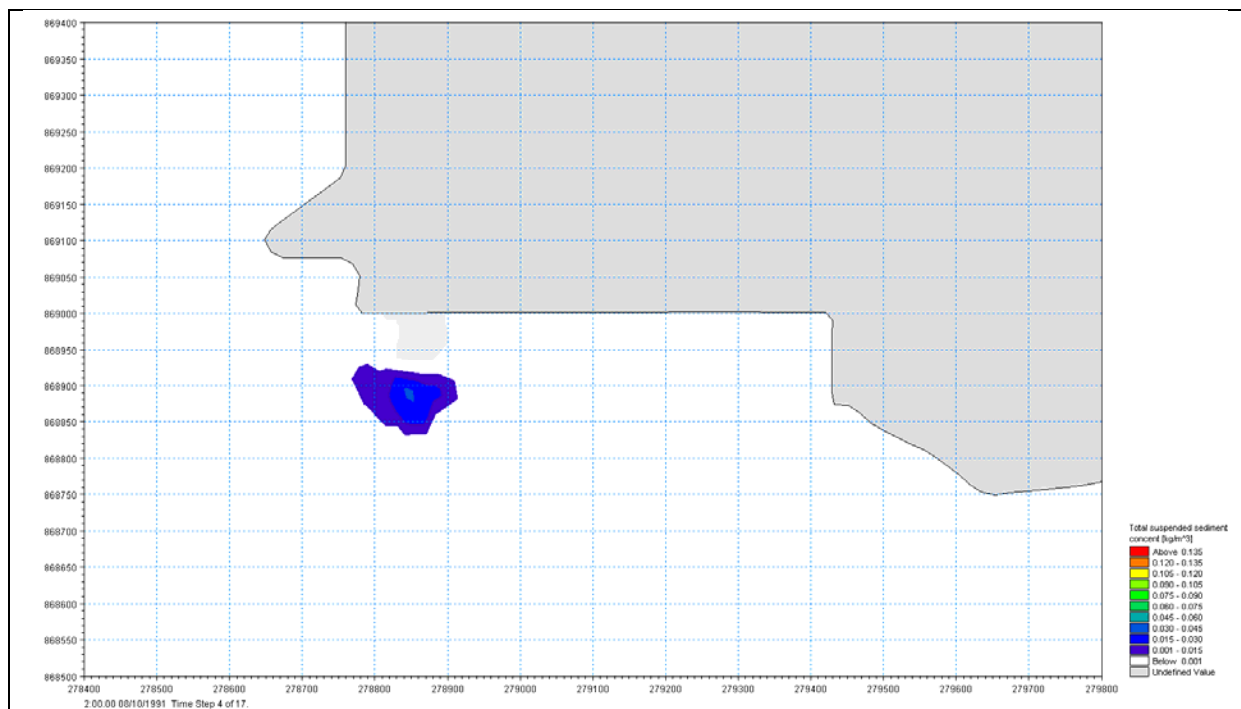 869400
869350
869300
869250
869200
869150
869100
869050
869000
868950
868900
868850
868800
868750
868700
868650
868600
868550
868500
278400 278500 278600 278700 278800 278900 279000 279100 279200 279300 279400 279500 279600 279700 279800
2:00.00 08/10/1991 Time Step 4 of 17.
Total suspended sediment
concent [kg/m^3]
Above 0.135
0.120 - 0.135
0.105 - 0.120
0.090 - 0.105
0.075 - 0.090
0.060 - 0.075
0.045 - 0.060
0.030 - 0.045
0.015 - 0.030
0.001 - 0.015
Below 0.001
Undefined Value